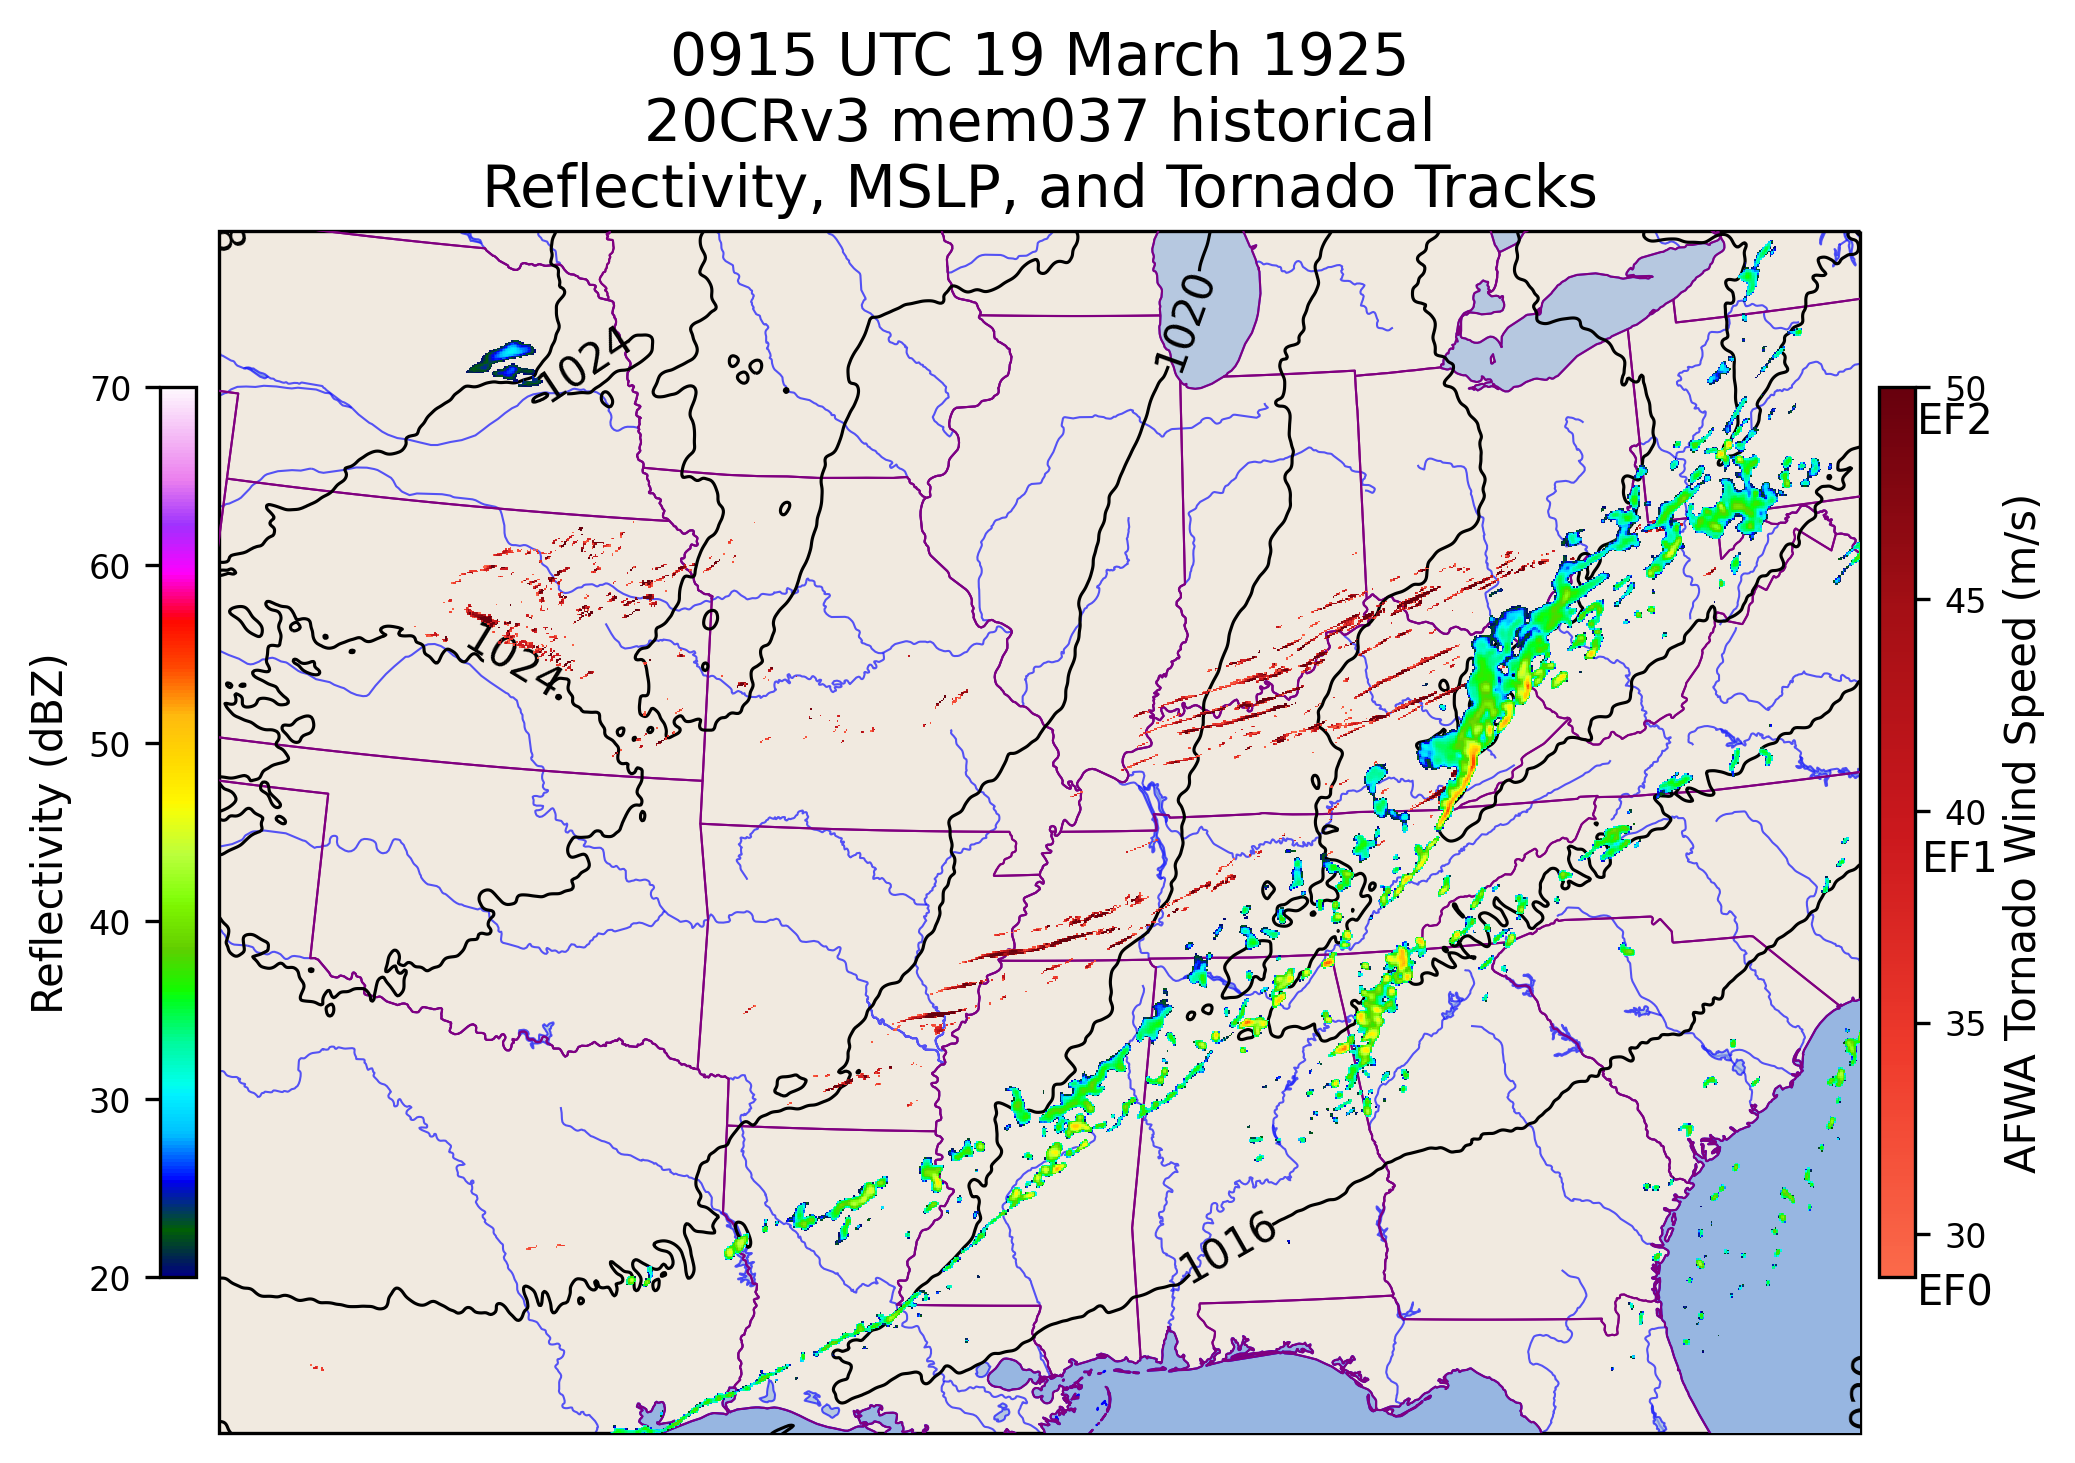 0915 UTC 19 March 1925
20CRv3 mem037 historical
Reflectivity, MSLP, and Tornado Tracks
Reflectivity (dBZ)
70
60
50
40
30
20
1024
1020
1024
1016
50
EF2
45
40
EF1
35
30
EF0
AFWA Tornado Wind Speed (m/s)